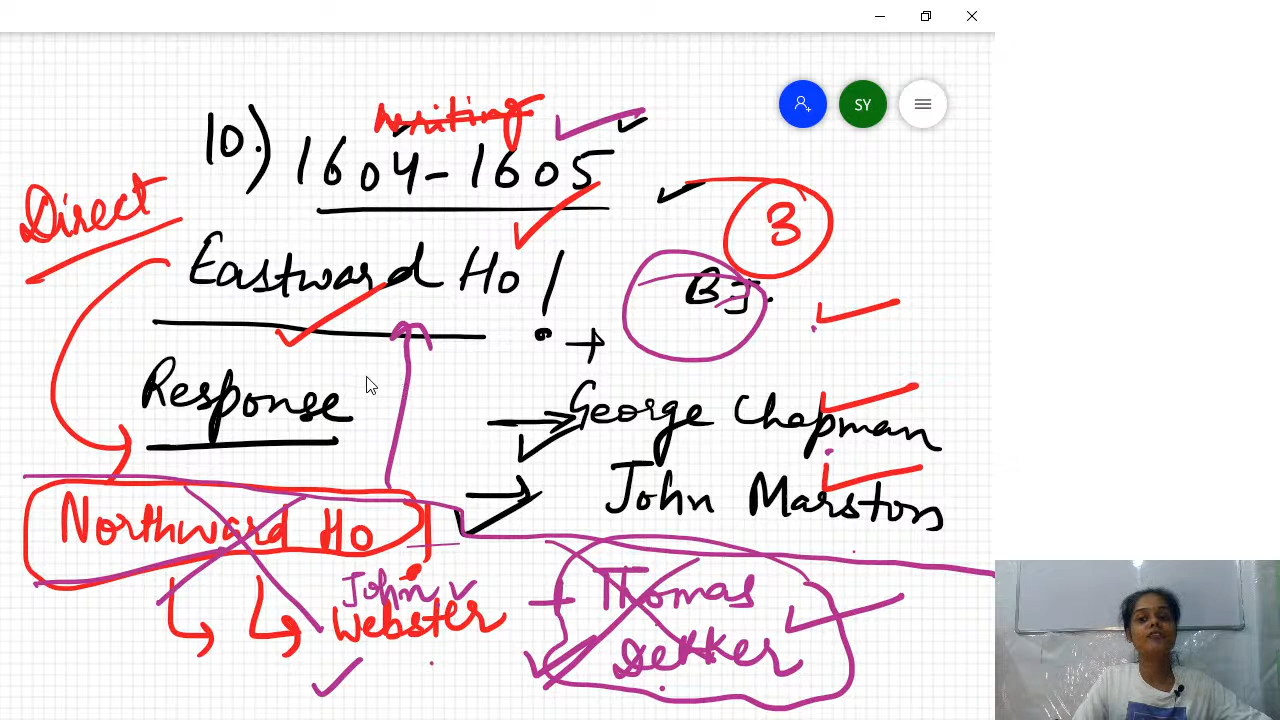 SY
writing
10.) 1604-1605
Direct
3
Eastward Ho!
BJ.
Response
George Chapman
John Marston
Northward Ho!
John
Webster
Thomas
Dekker